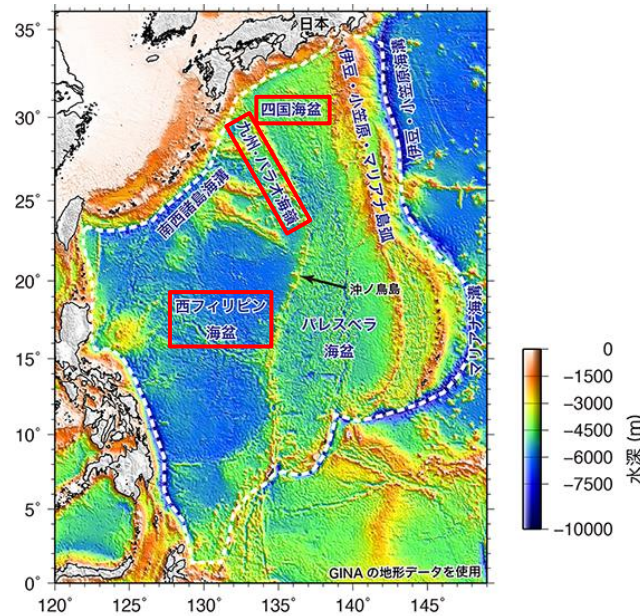 日本
35°
30°
25°
20°
15°
10°
5°
0°
四国海盆
九州・パラオ海嶺
伊豆・小笠原・マリアナ島弧
伊豆・小笠原海溝
南西諸島海溝
沖ノ鳥島
西フィリピン
海盆
パレスベラ
海盆
マリアナ海溝
GINA の地形データを使用
120°
125°
130°
135°
140°
145°
0
−1500
−3000
−4500
−6000
−10000
水深 (m)